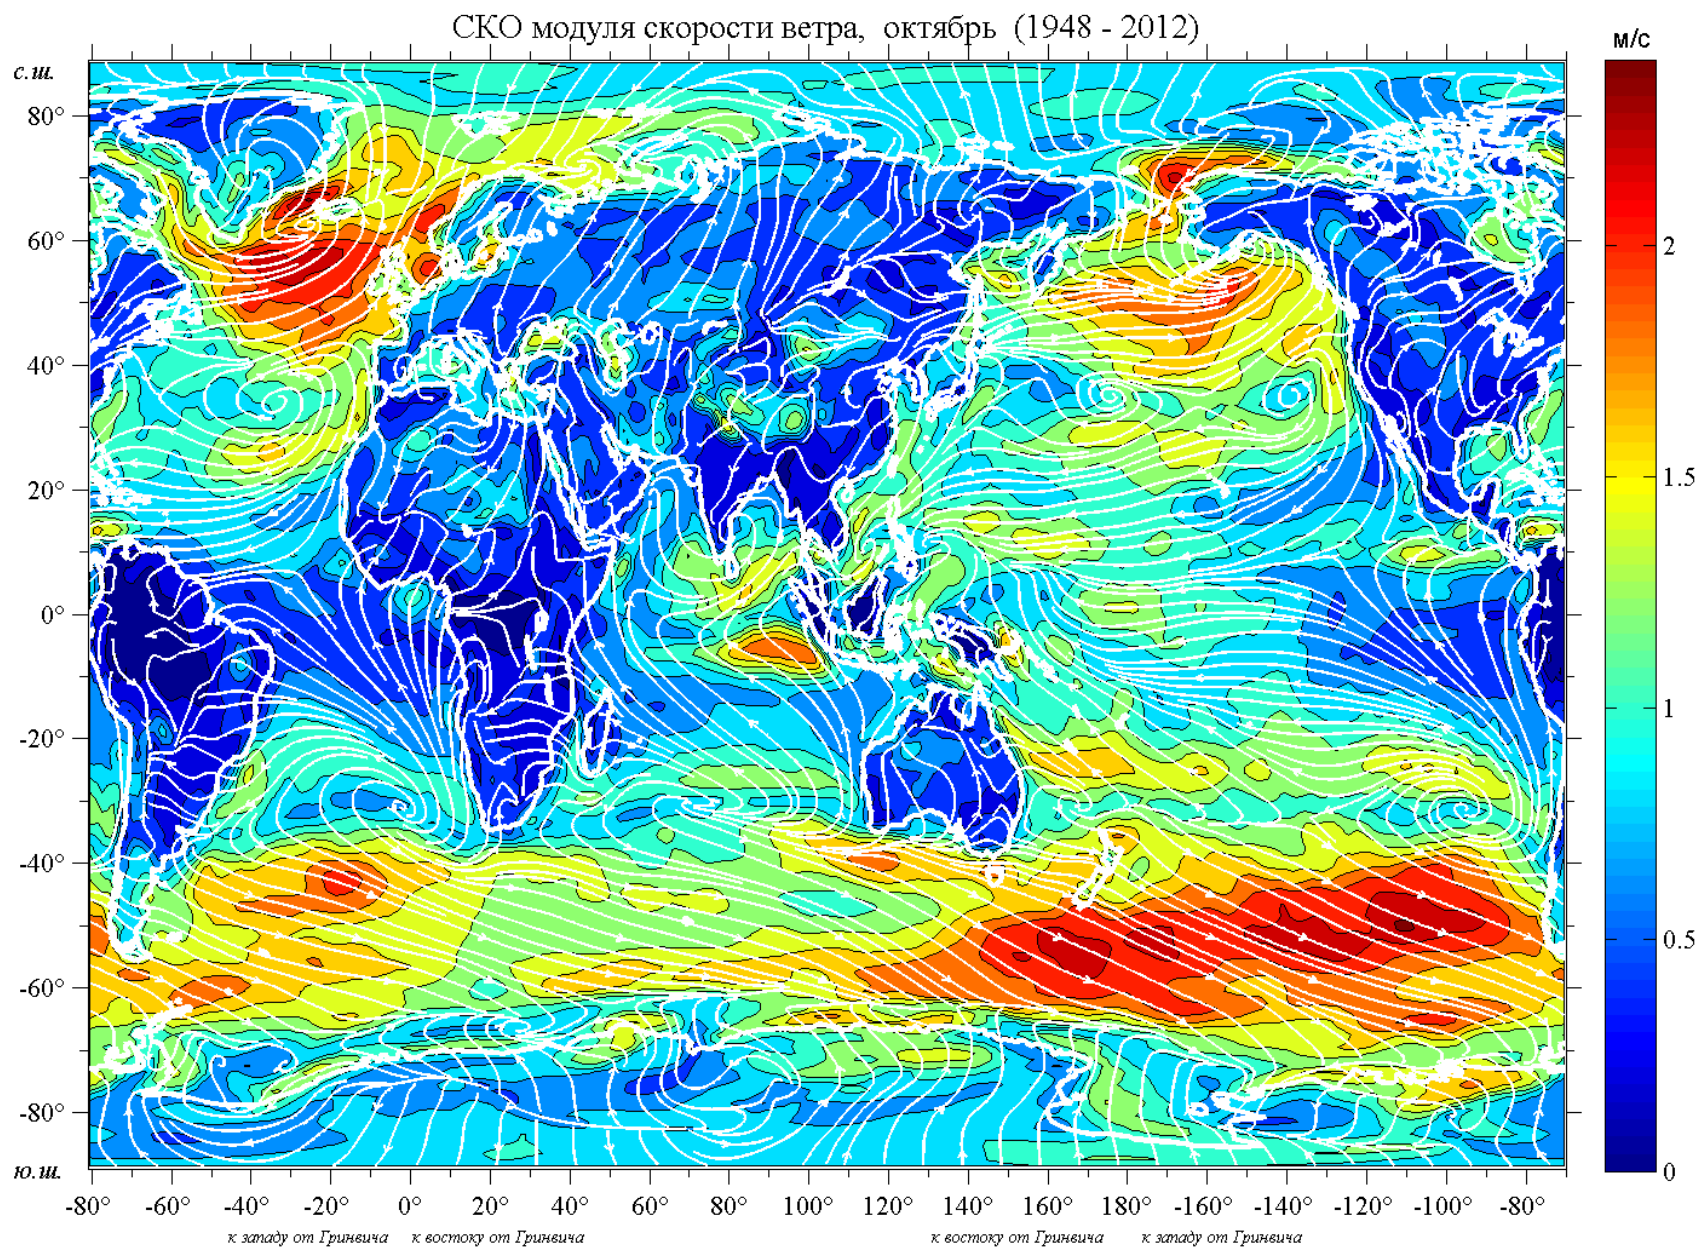 СКО модуля скорости ветра,  октябрь  (1948 - 2012)
м/с
с.ш.
80°
60°
40°
20°
0°
-20°
-40°
-60°
-80°
ю.ш.
2
1.5
1
0.5
0
-80° -60° -40° -20° 0° 20° 40° 60° 80° 100° 120° 140° 160° 180° -160° -140° -120° -100° -80°
к западу от Гринвича к востоку от Гринвича к востоку от Гринвича к западу от Гринвича